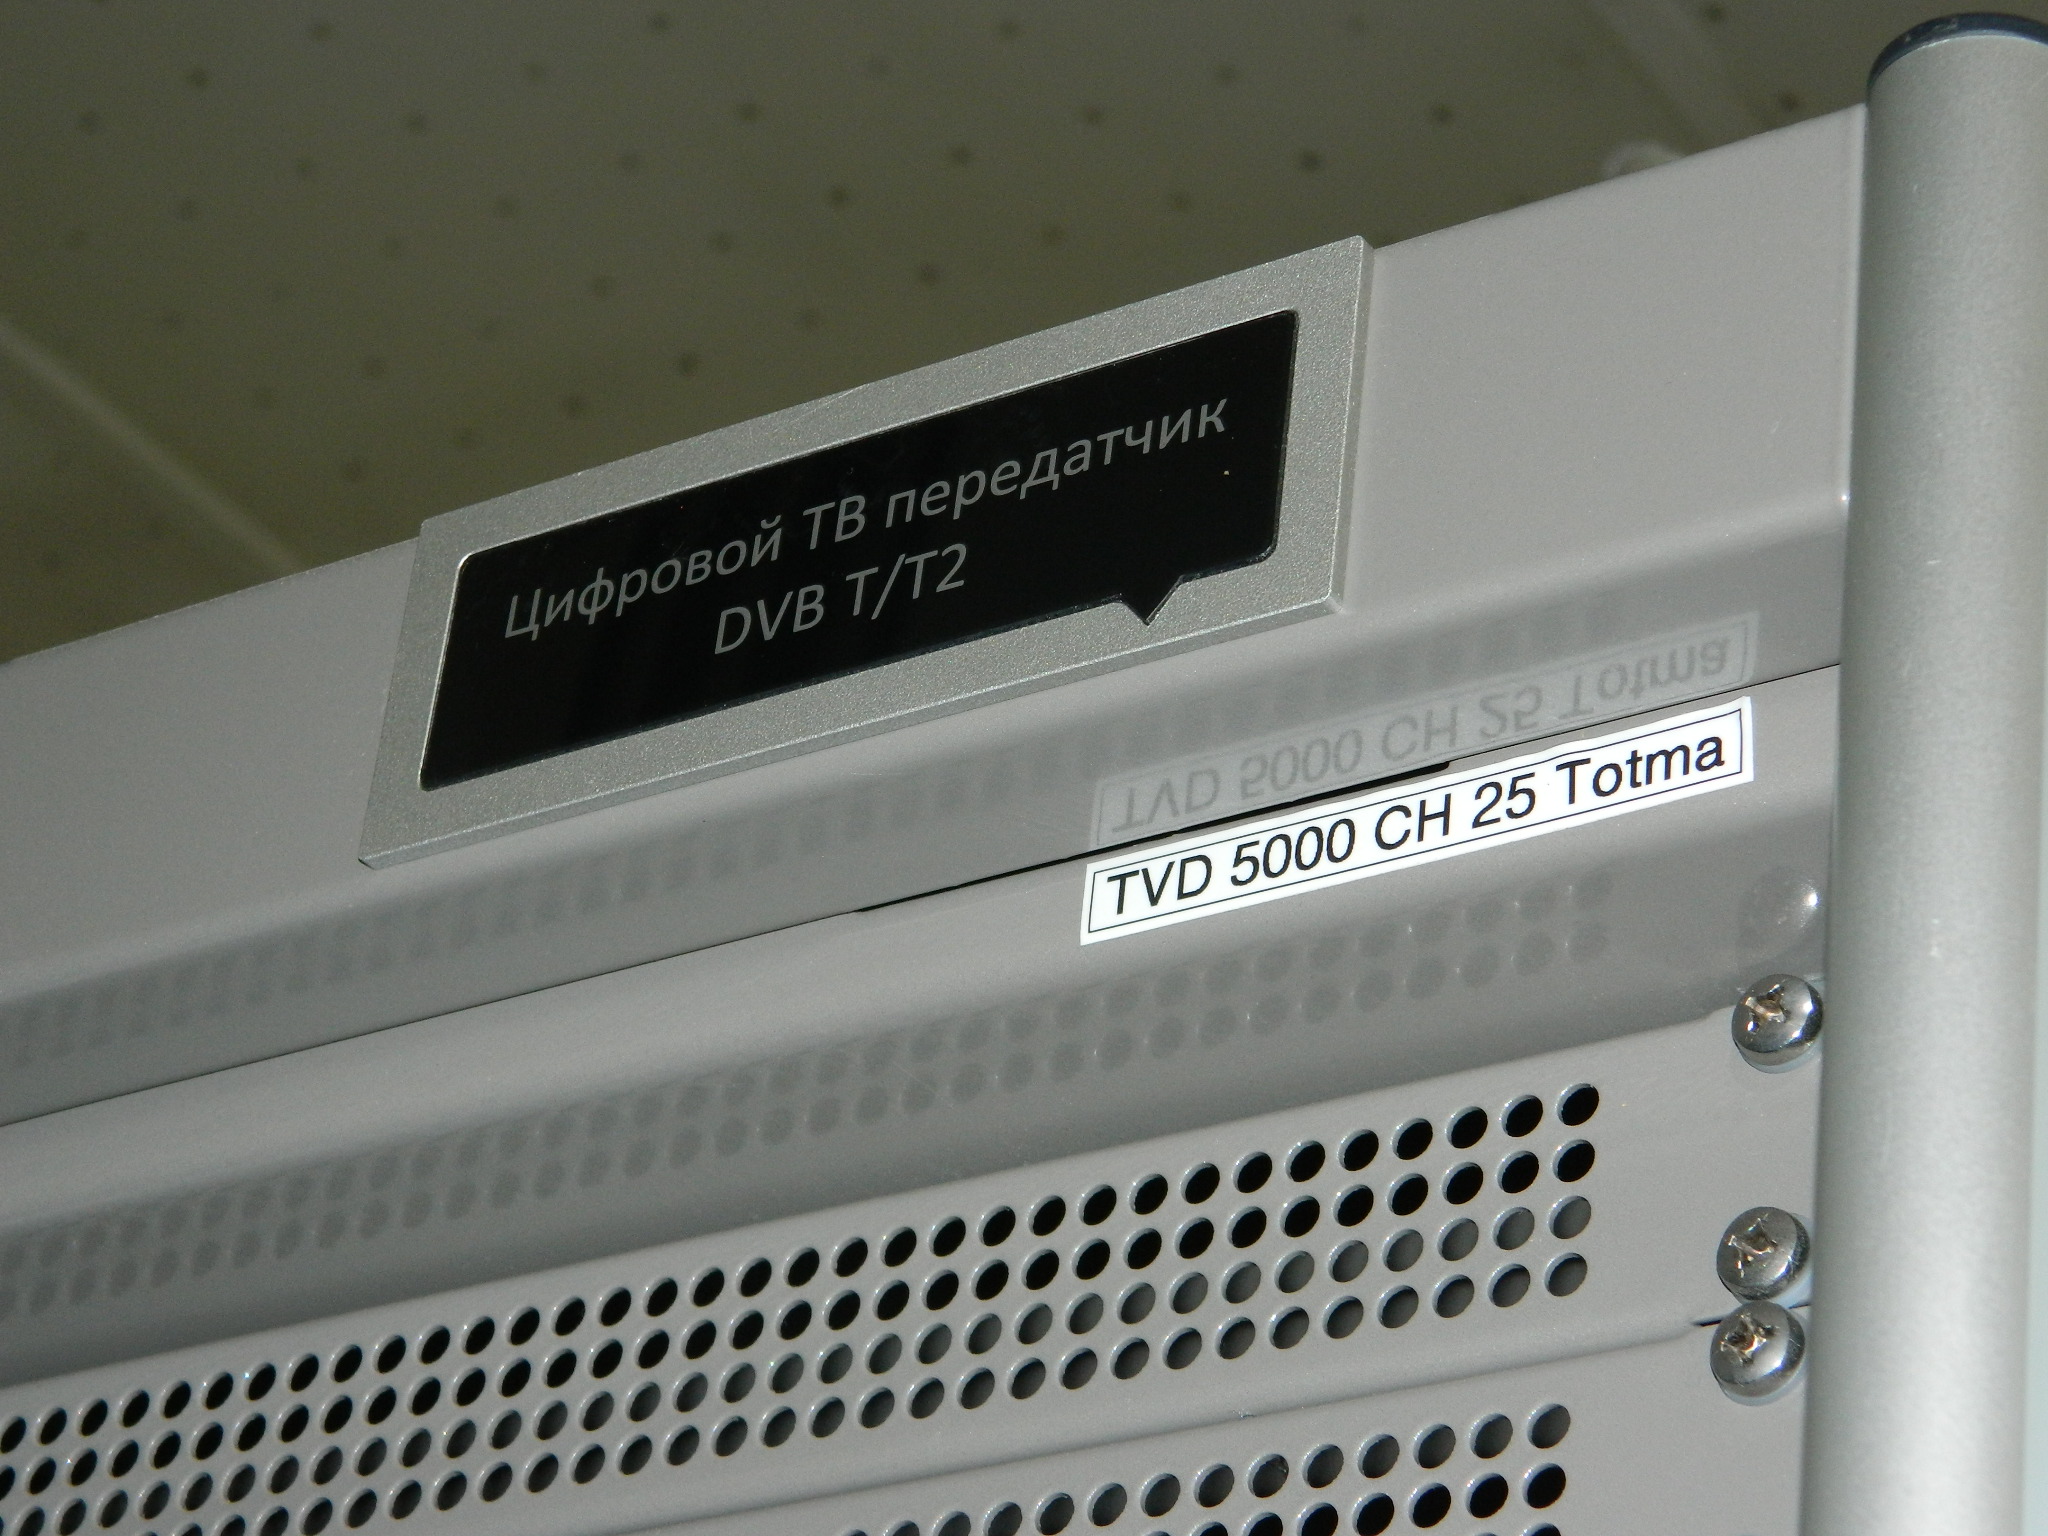 Цифровой ТВ передатчик
DVB T/T2
TVD 5000 CH 25 Totma